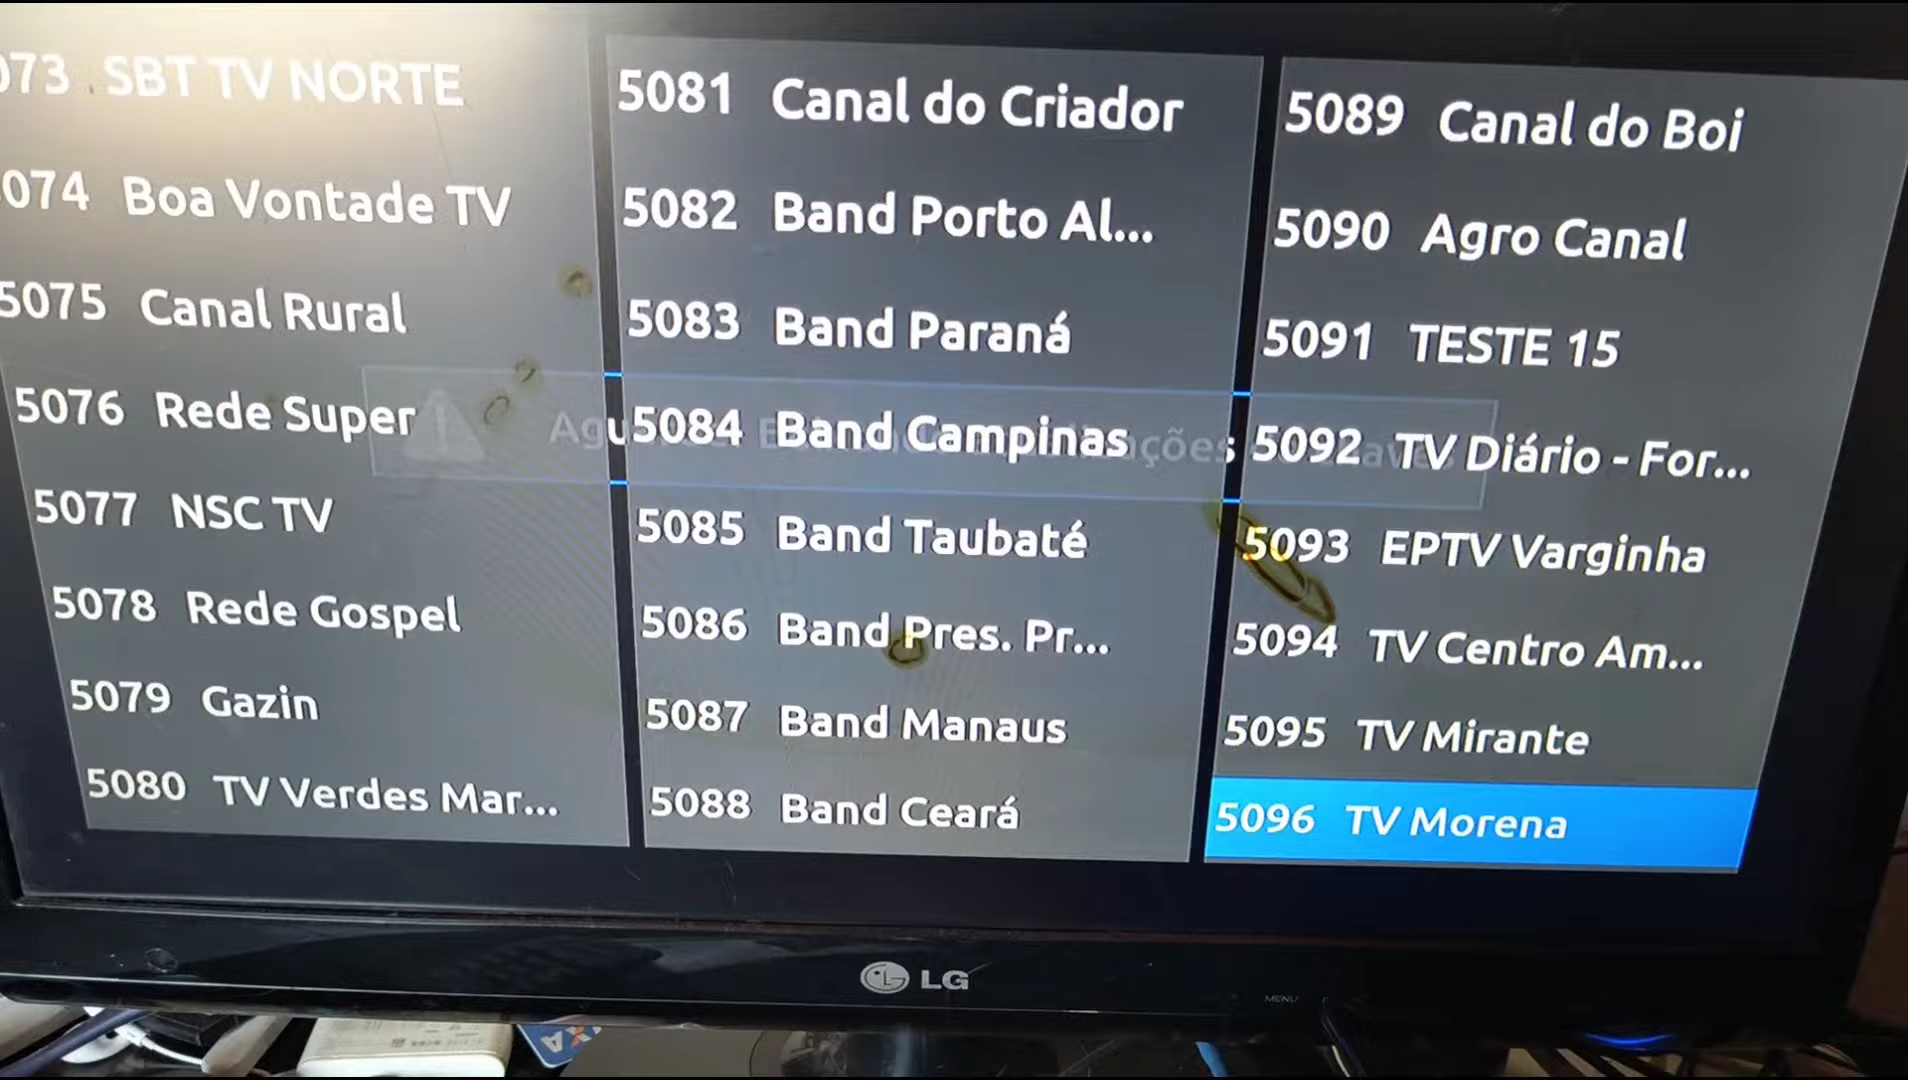 073 SBT TV NORTE
074 Boa Vontade TV
5075 Canal Rural
5076 Rede Super
5077 NSC TV
5078 Rede Gospel
5079 Gazin
5080 TV Verdes Mar...
5081 Canal do Criador
5082 Band Porto Al...
5083 Band Paraná
5084 Band Campinas
5085 Band Taubaté
5086 Band Pres. Pr...
5087 Band Manaus
5088 Band Ceará
5089 Canal do Boi
5090 Agro Canal
5091 TESTE 15
5092 TV Diário - For...
5093 EPTV Varginha
5094 TV Centro Am...
5095 TV Mirante
5096 TV Morena
LG
MENU